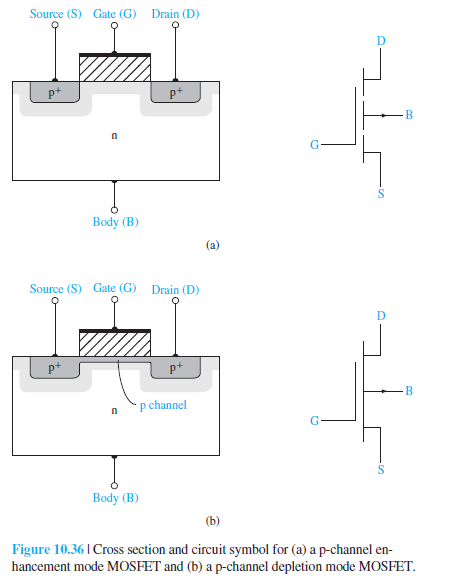 Source (S) Gate (G) Drain (D)
D
p+ p+
B
n
G
S
Body (B)
(a)
Source (S) Gate (G) Drain (D)
D
p+ p+
B
p channel
n
G
S
Body (B)
(b)
Figure 10.36 | Cross section and circuit symbol for (a) a p-channel en-
hancement mode MOSFET and (b) a p-channel depletion mode MOSFET.